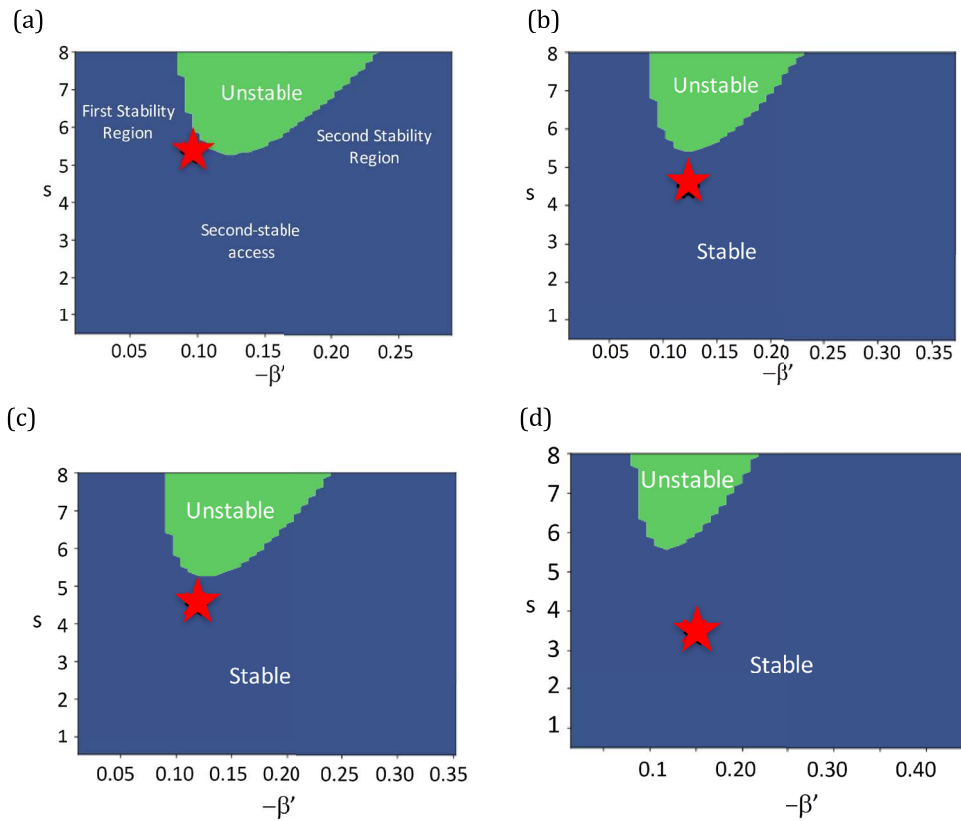 (a)
8
7
6
5
4
3
2
1
s
First Stability
Region
Unstable
Second Stability
Region
Second-stable
access
0.05 0.10 0.15 0.20 0.25
−β’
(b)
8
7
6
5
4
3
2
1
s
Unstable
Stable
0.05 0.10 0.15 0.20 0.25 0.30 0.35
−β’
(c)
8
7
6
5
4
3
2
1
s
Unstable
Stable
0.05 0.10 0.15 0.20 0.25 0.30 0.35
−β’
(d)
8
7
6
5
4
3
2
1
s
Unstable
Stable
0.1 0.20 0.30 0.40
−β’